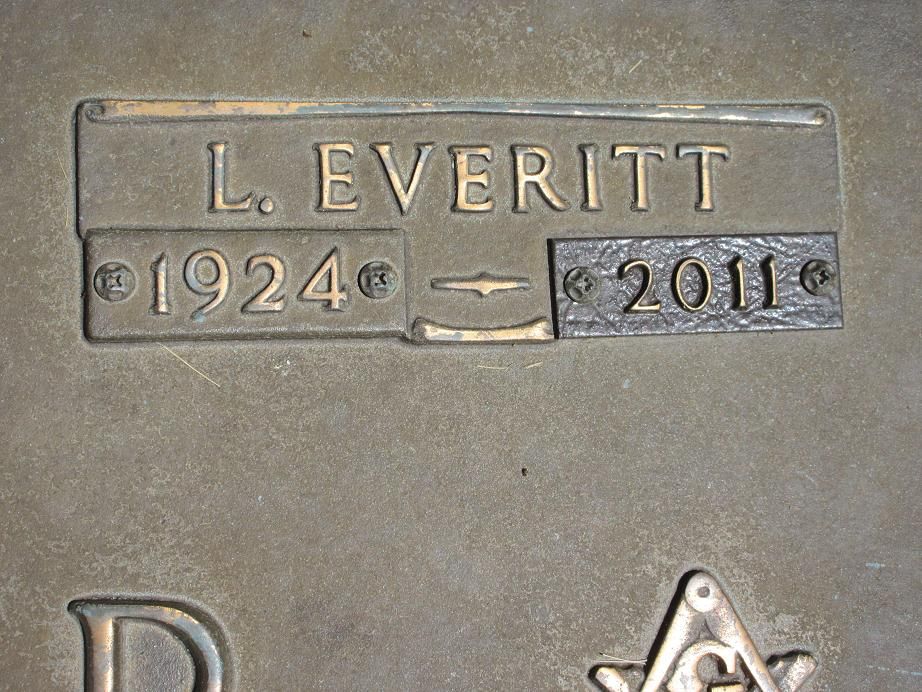 L. EVERITT
1924 – 2011
G